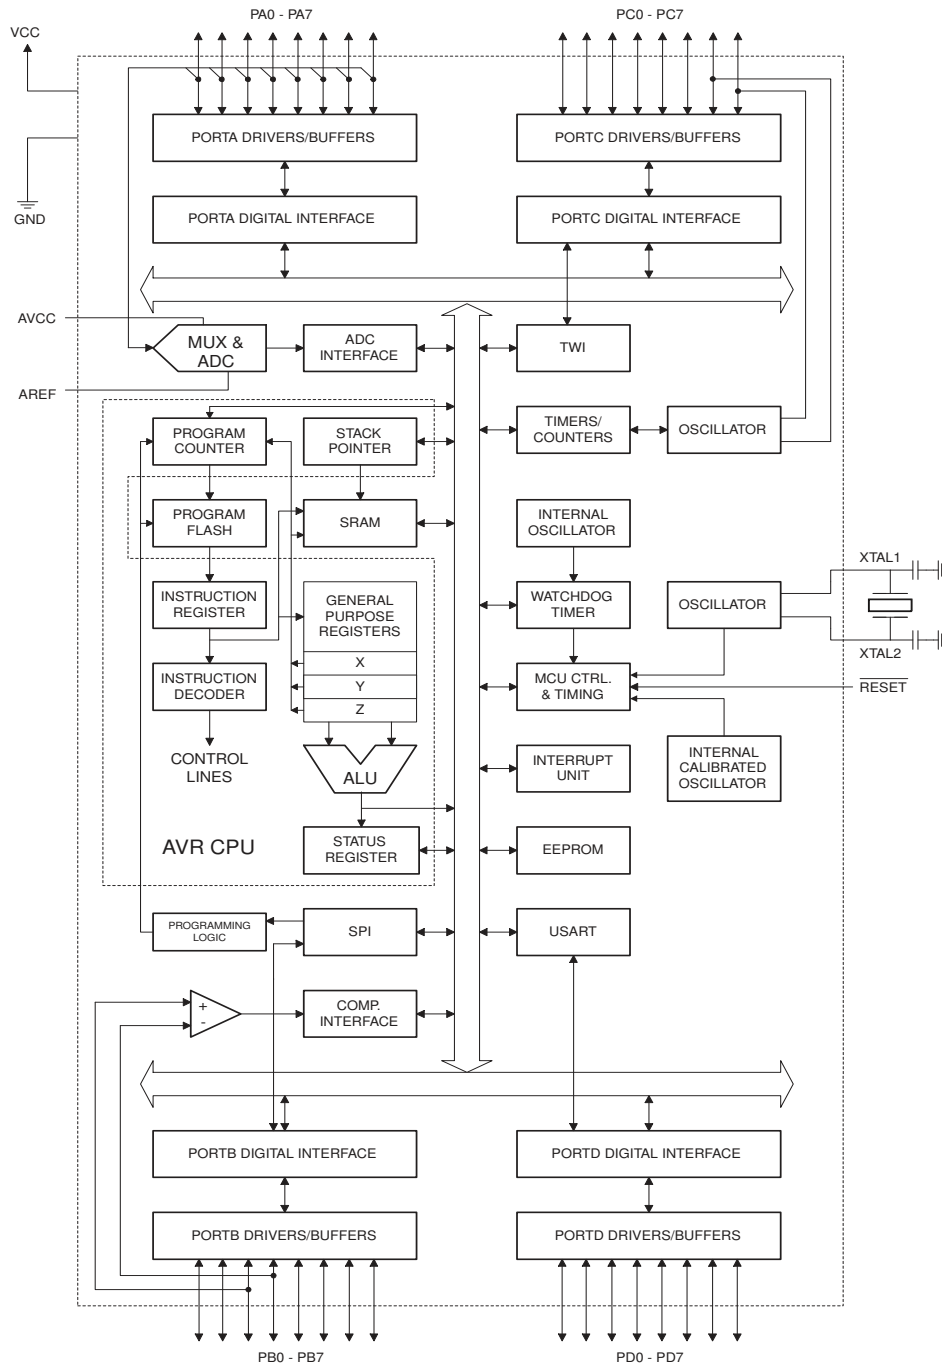 PA0 - PA7
PC0 - PC7
VCC
GND
PORTA DRIVERS/BUFFERS
PORTC DRIVERS/BUFFERS
PORTA DIGITAL INTERFACE
PORTC DIGITAL INTERFACE
AVCC
AREF
MUX &
ADC
ADC
INTERFACE
TWI
PROGRAM
COUNTER
STACK
POINTER
TIMERS/
COUNTERS
OSCILLATOR
PROGRAM
FLASH
SRAM
INTERNAL
OSCILLATOR
XTAL1
INSTRUCTION
REGISTER
GENERAL
PURPOSE
REGISTERS
WATCHDOG
TIMER
OSCILLATOR
XTAL2
X
Y
Z
INSTRUCTION
DECODER
MCU CTRL.
& TIMING
RESET
CONTROL
LINES
ALU
INTERRUPT
UNIT
INTERNAL
CALIBRATED
OSCILLATOR
AVR CPU
STATUS
REGISTER
EEPROM
PROGRAMMING
LOGIC
SPI
USART
+
-
COMP.
INTERFACE
PORTB DIGITAL INTERFACE
PORTD DIGITAL INTERFACE
PORTB DRIVERS/BUFFERS
PORTD DRIVERS/BUFFERS
PB0 - PB7
PD0 - PD7